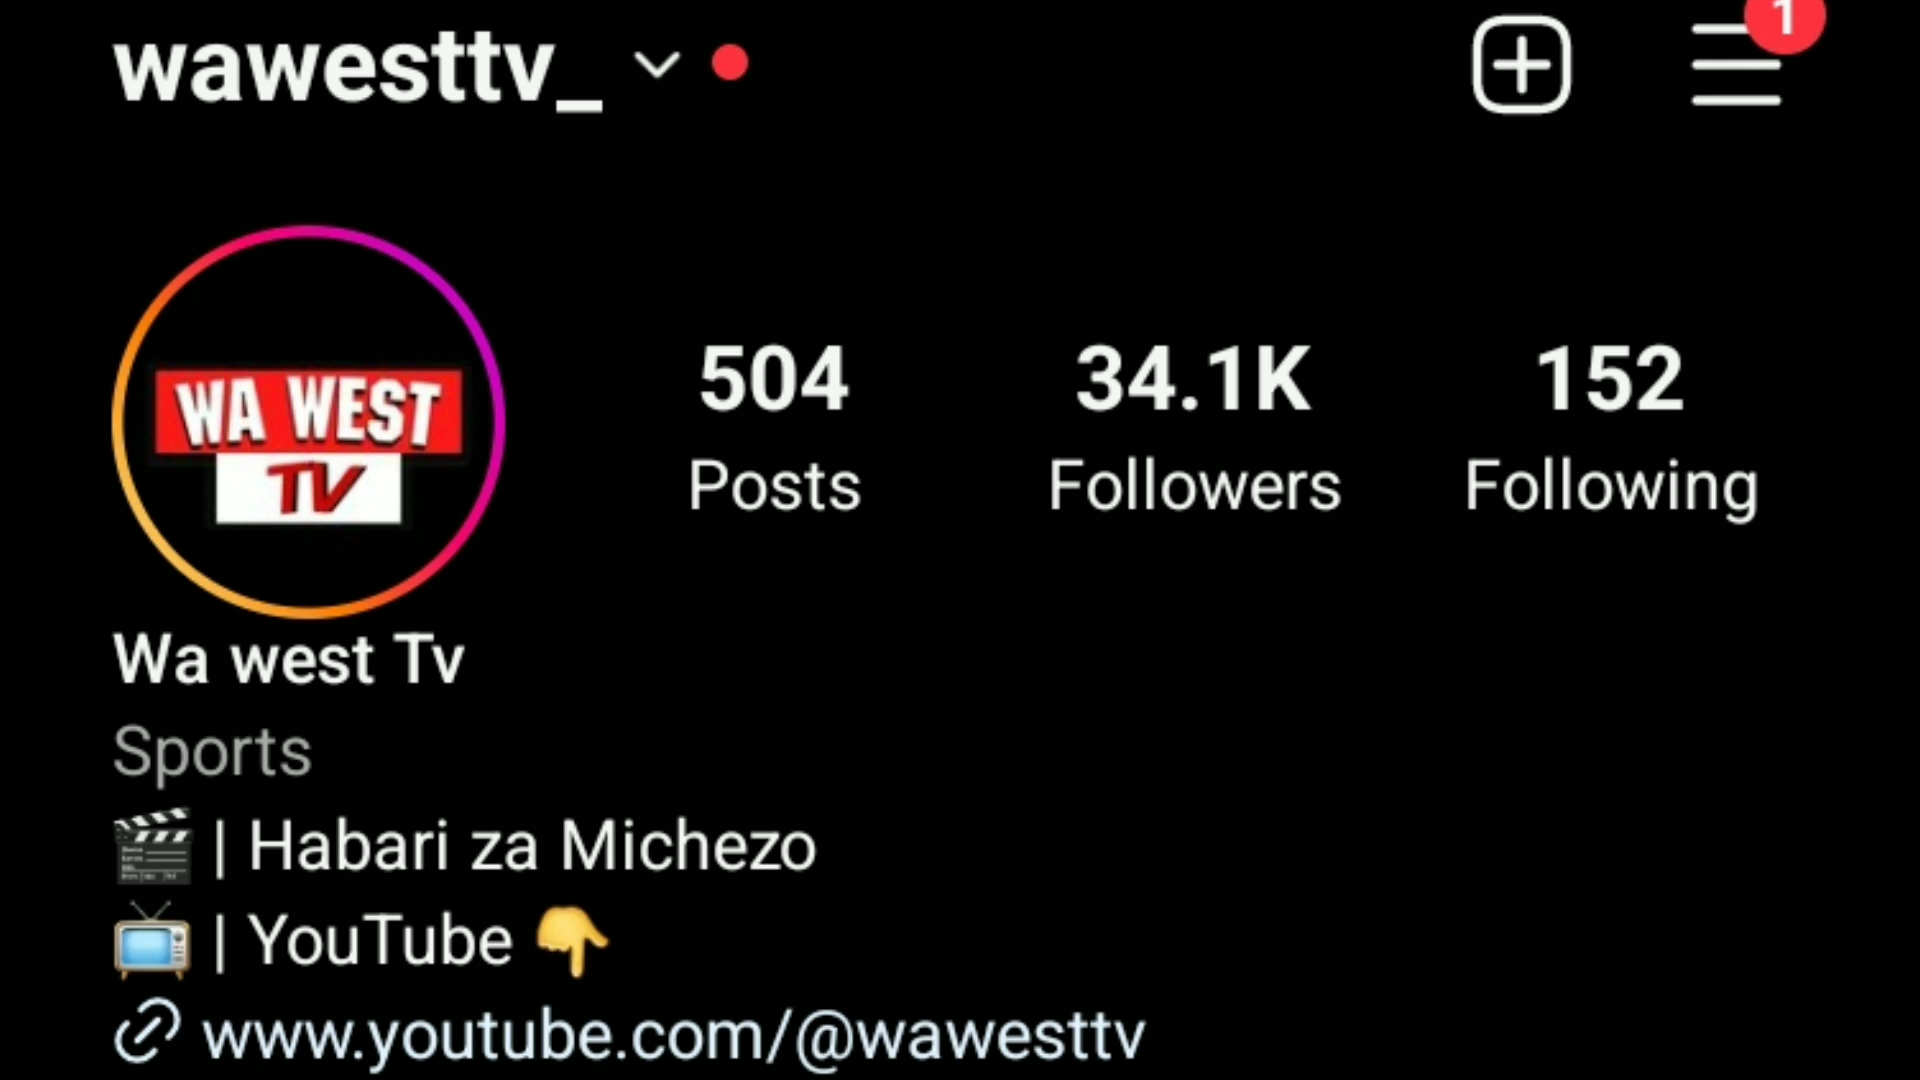 wawesttv_
1
WA WEST
TV
504 34.1K 152
Posts Followers Following
Wa west Tv
Sports
🎬 | Habari za Michezo
📺 | YouTube 👇
www.youtube.com/@wawesttv